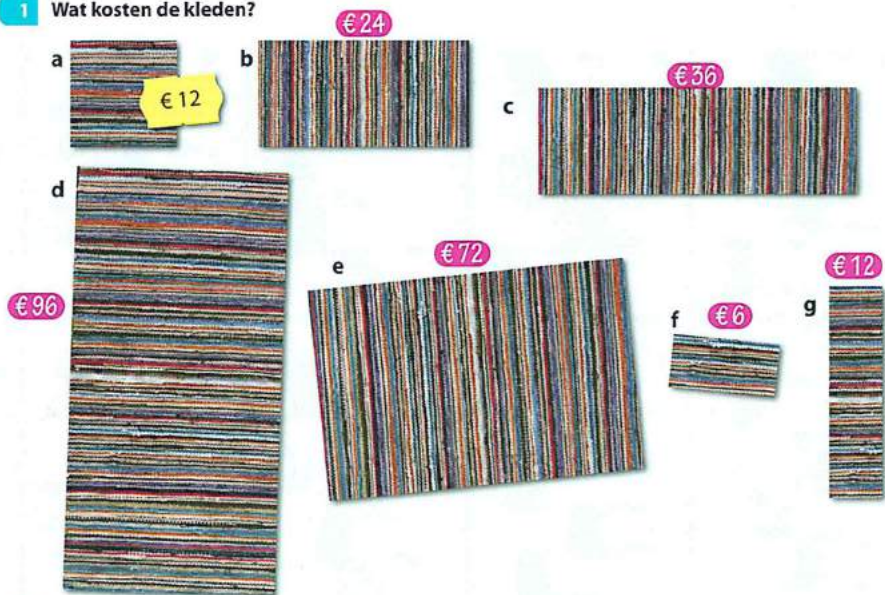 1 Wat kosten de kleden?
a
€ 12
b
€ 24
c
€ 36
d
€ 96
e
€ 72
f
€ 6
g
€ 12